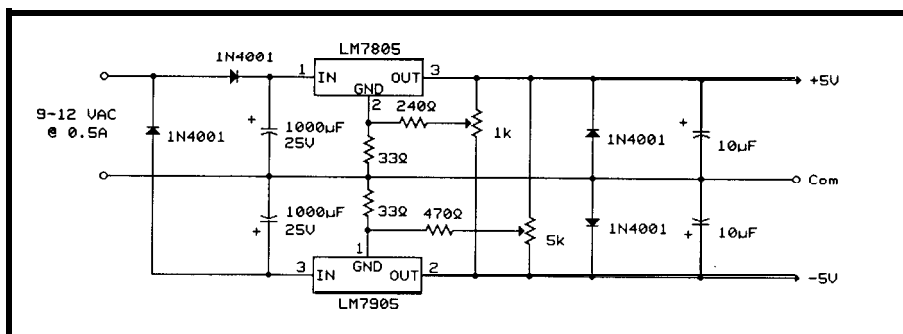 LM7805
1N4001
1
IN
OUT
3
GND
2
+5V
9-12 VAC
@ 0.5A
1N4001
+
1000µF
25V
240Ω
1k
33Ω
1N4001
+
10µF
Com
1000µF
25V
+
33Ω
470Ω
5k
1N4001
+
10µF
1
GND
3
IN
OUT
2
-5V
LM7905